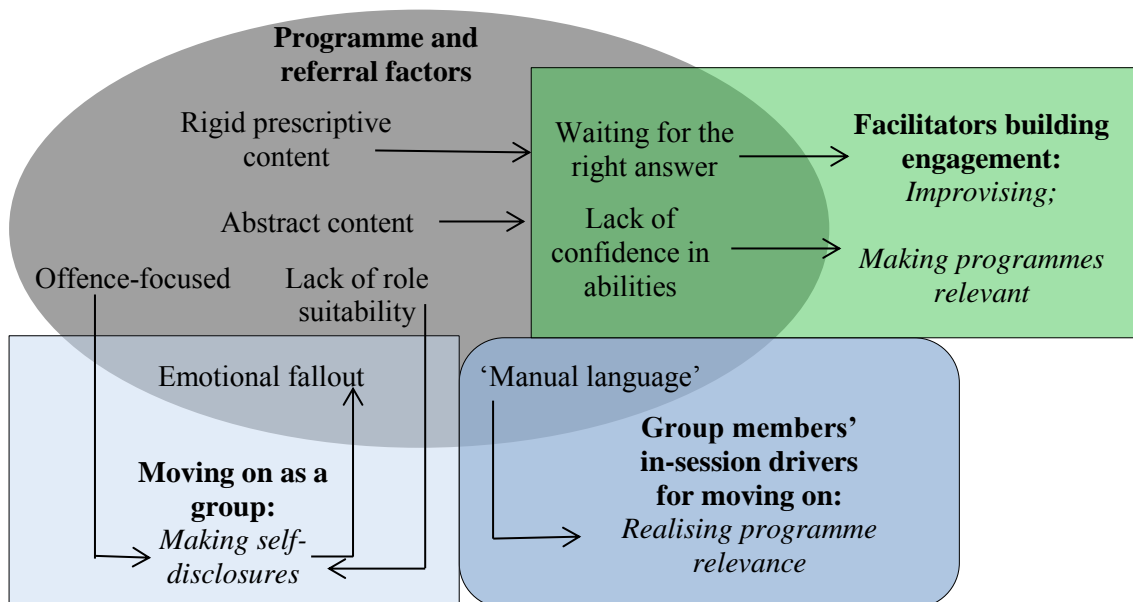 Programme and
referral factors
Rigid prescriptive
content
Waiting for the
right answer
Facilitators building
engagement:
Improvising;
Abstract content
Lack of
confidence in
abilities
Making programmes
relevant
Offence-focused
Lack of role
suitability
Emotional fallout
‘Manual language’
Moving on as a
group:
Making self-
disclosures
Group members’
in-session drivers
for moving on:
Realising programme
relevance